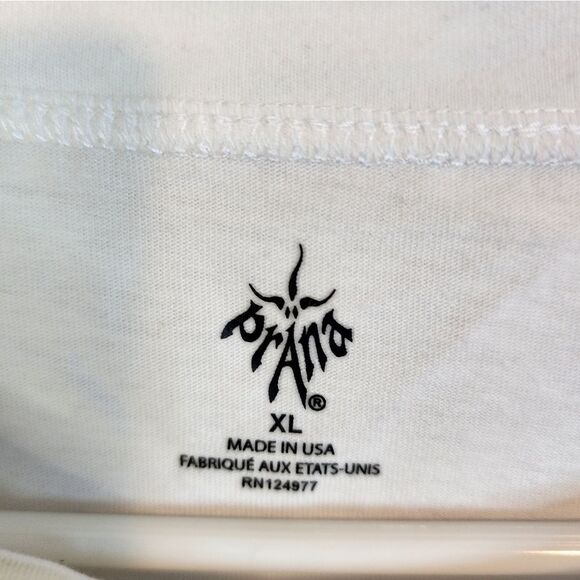 prAna®
XL
MADE IN USA
FABRIQUÉ AUX ETATS-UNIS
RN124977